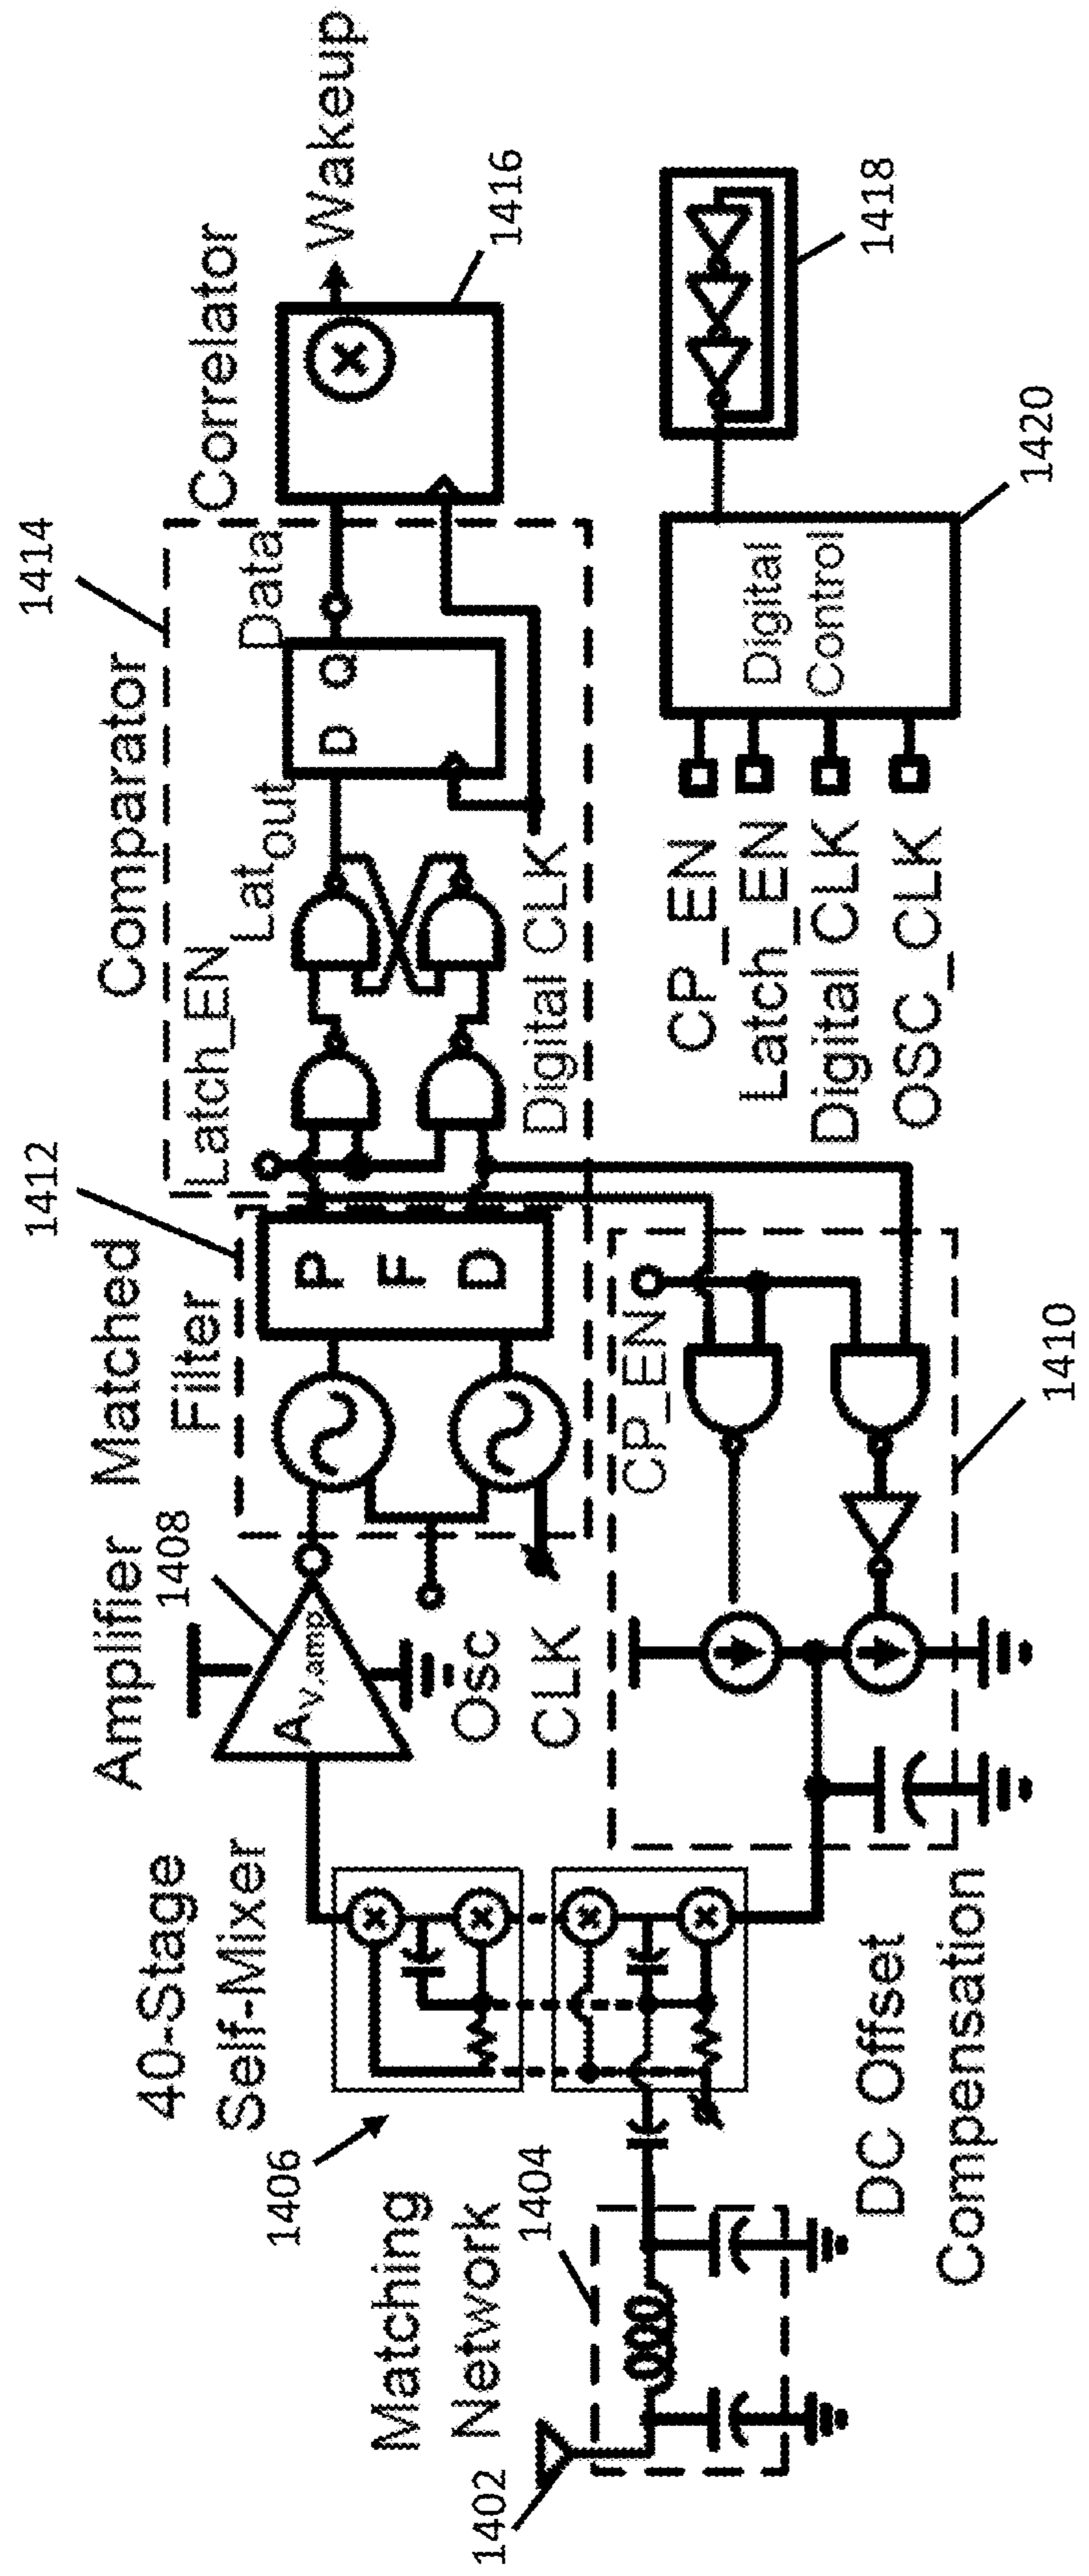 1414
1412
Comparator
Correlator
Matched
Filter
Amplifier
1408
40-Stage
Self-Mixer
1406
Matching
Network
1404
1402
Latch_EN
Lat_out
Data
Wakeup
1416
D Q
P
F
D
A_V,amp
Osc
CLK
Digital CLK
CP_EN
1410
DC Offset
Compensation
CP_EN
Latch_EN
Digital CLK
OSC_CLK
Digital
Control
1420
1418